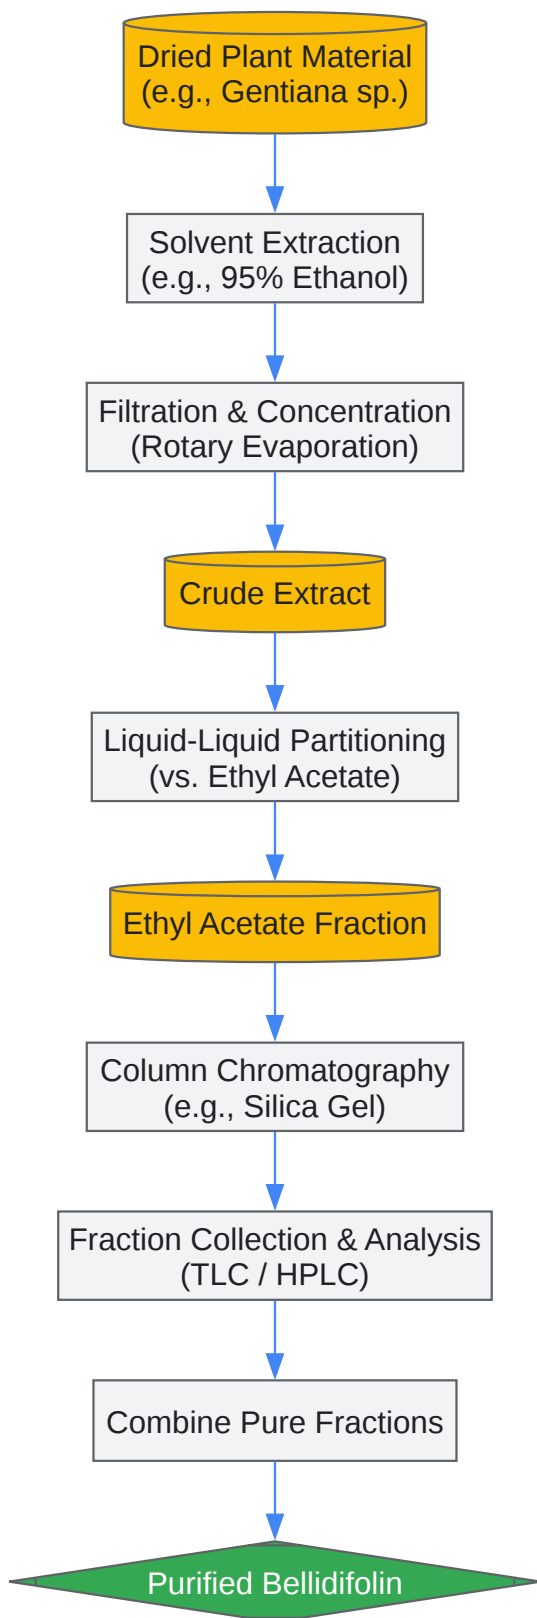 Dried Plant Material
(e.g., Gentiana sp.)
Solvent Extraction
(e.g., 95% Ethanol)
Filtration & Concentration
(Rotary Evaporation)
Crude Extract
Liquid-Liquid Partitioning
(vs. Ethyl Acetate)
Ethyl Acetate Fraction
Column Chromatography
(e.g., Silica Gel)
Fraction Collection & Analysis
(TLC / HPLC)
Combine Pure Fractions
Purified Bellidifolin